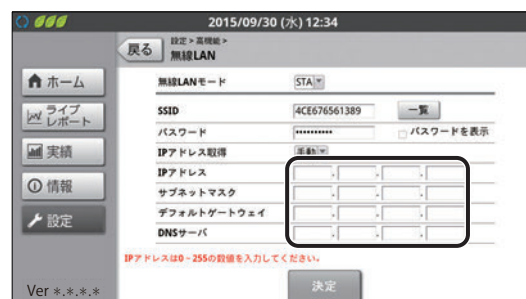 2015/09/30 (水) 12:34
戻る
設定 > 高機能 >
無線LAN
ホーム
ライブ
レポート
実績
情報
設定
Ver *.*.*.*
無線LANモード STA
SSID 4CE676561389 一覧
パスワード •••••••••• パスワードを表示
IPアドレス取得 手動
IPアドレス . . .
サブネットマスク . . .
デフォルトゲートウェイ . . .
DNSサーバ . . .
IPアドレスは0 - 255の数値を入力してください。
決定